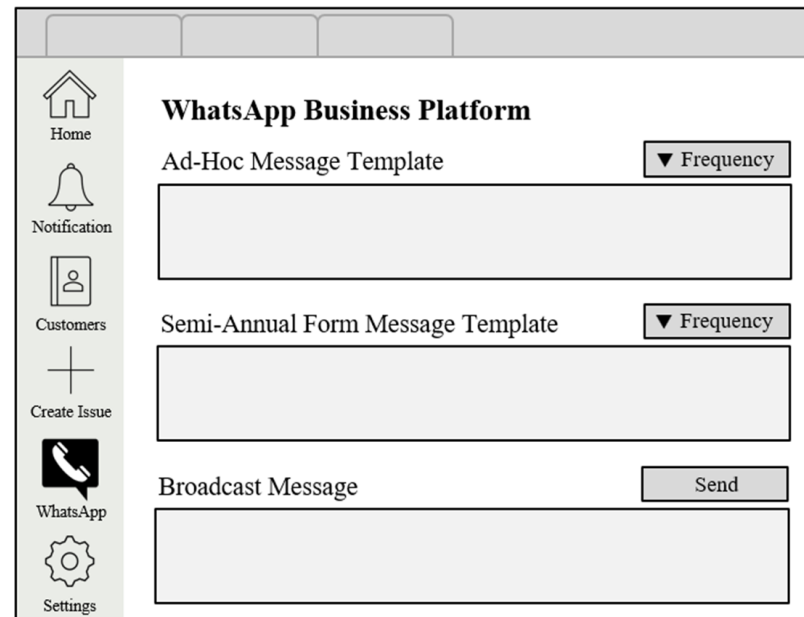 Home
Notification
Customers
Create Issue
WhatsApp
Settings
WhatsApp Business Platform
Ad-Hoc Message Template
▼ Frequency
Semi-Annual Form Message Template
▼ Frequency
Broadcast Message
Send